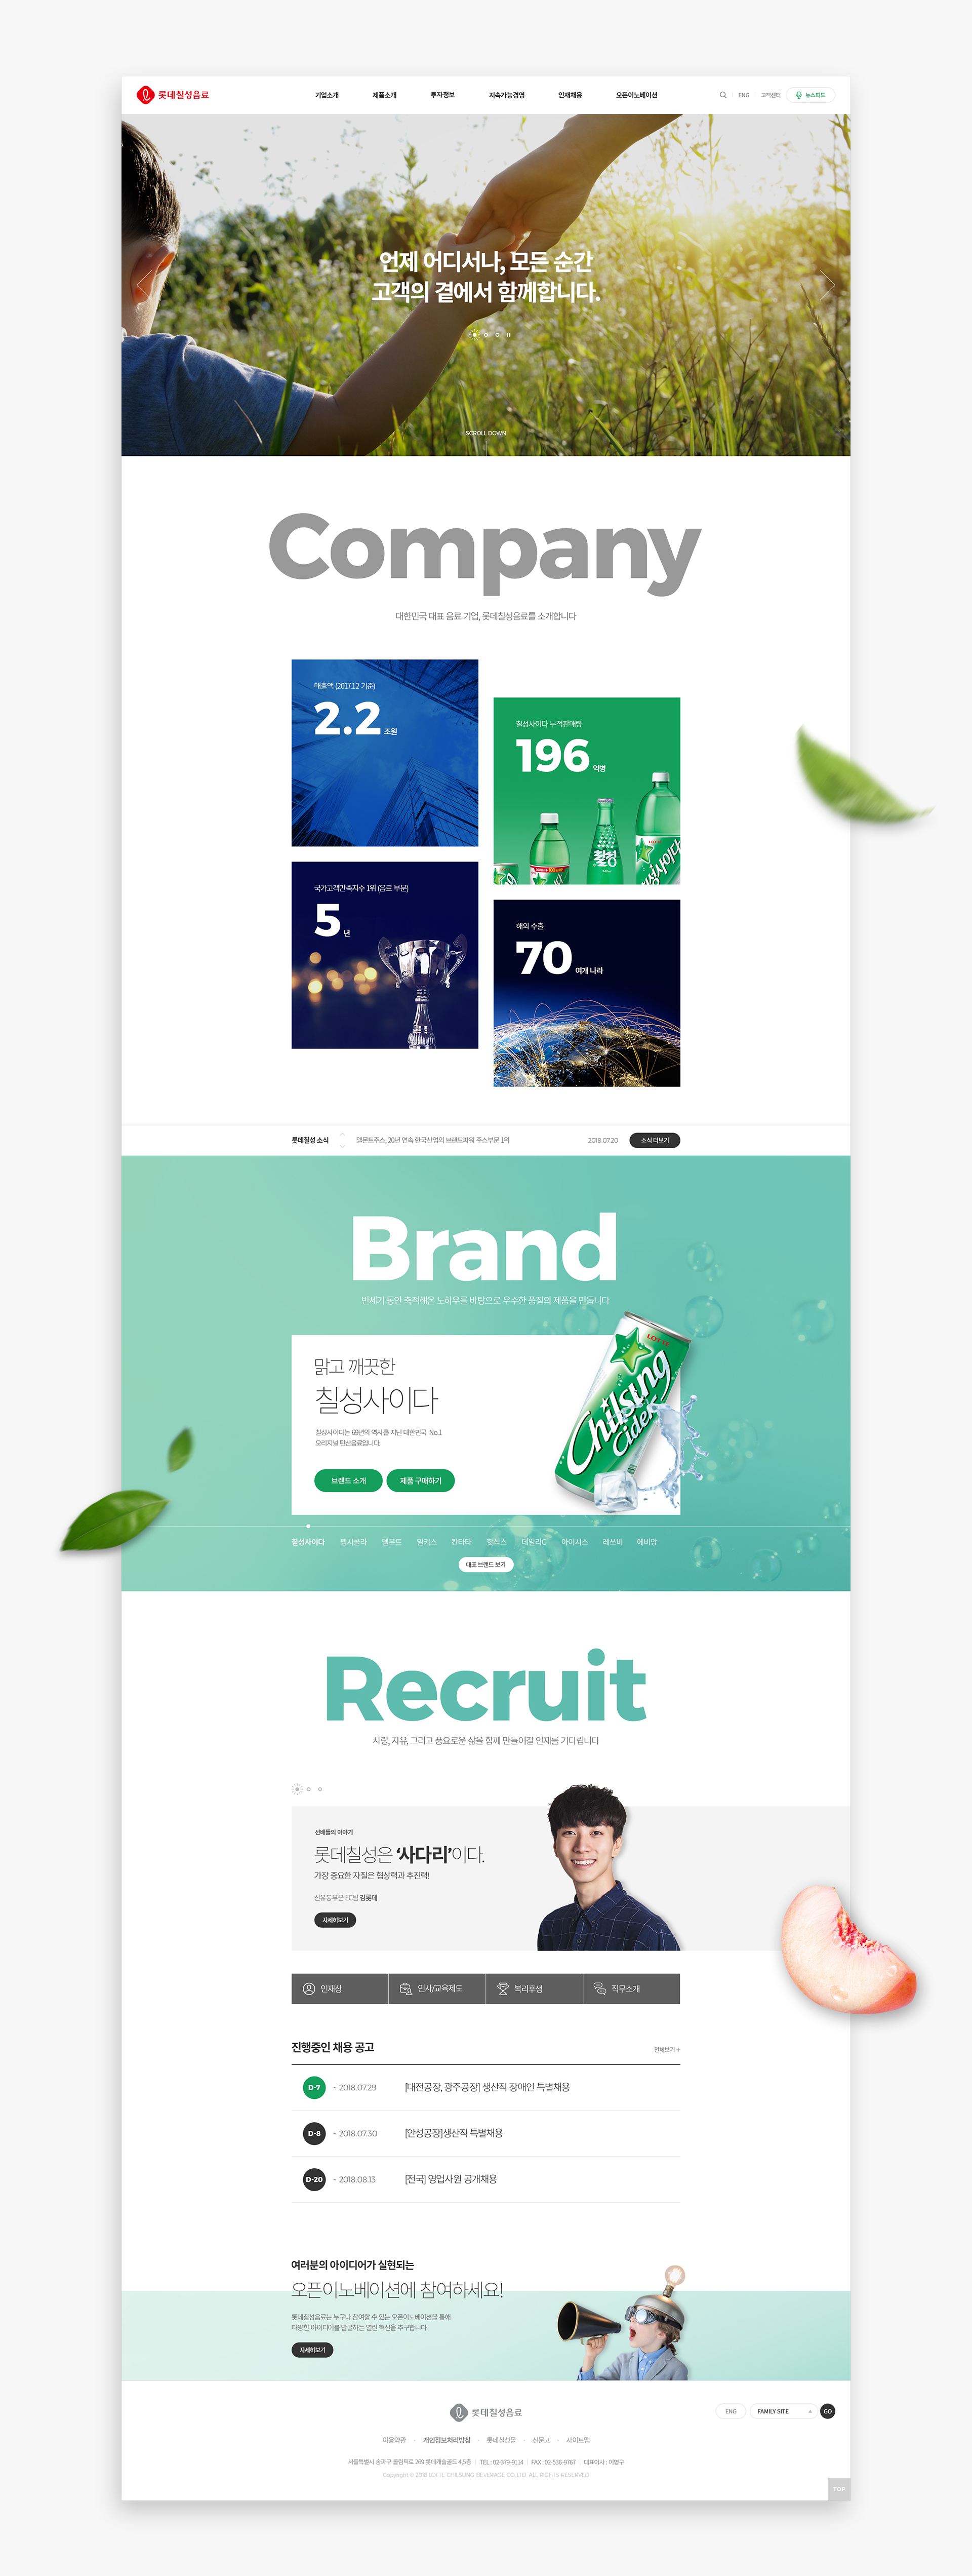 롯데칠성음료
기업소개 제품소개 투자정보 지속가능경영 인재채용 오픈이노베이션
ENG 고객센터 뉴스피드
언제 어디서나, 모든 순간
고객의 곁에서 함께합니다.
SCROLL DOWN
Company
대한민국 대표 음료 기업, 롯데칠성음료를 소개합니다
매출액 (2017.12 기준)
2.2 조원
칠성사이다 누적판매량
196 억병
국가고객만족지수 1위 (음료 부문)
5 년
해외 수출
70 여개 나라
롯데칠성 소식 델몬트주스, 20년 연속 한국산업의 브랜드파워 주스부문 1위 2018.07.20 소식 더보기
Brand
반세기 동안 축적해온 노하우를 바탕으로 우수한 품질의 제품을 만듭니다
맑고 깨끗한
칠성사이다
칠성사이다는 69년의 역사를 지닌 대한민국 No.1
오리지널 탄산음료입니다.
브랜드 소개 제품 구매하기
LOTTE
Chilsung
Cider
칠성사이다 펩시콜라 델몬트 밀키스 칸타타 핫식스 데일리C 아이시스 레쓰비 에비앙
대표 브랜드 보기
Recruit
사랑, 자유, 그리고 풍요로운 삶을 함께 만들어갈 인재를 기다립니다
선배들의 이야기
롯데칠성은 ‘사다리’이다.
가장 중요한 자질은 협상력과 추진력!
신유통부문 EC팀 김롯데
자세히보기
인재상 인사/교육제도 복리후생 직무소개
진행중인 채용 공고 전체보기 +
D-7 ~ 2018.07.29 [대전공장, 광주공장] 생산직 장애인 특별채용
D-8 ~ 2018.07.30 [안성공장]생산직 특별채용
D-20 ~ 2018.08.13 [전국] 영업사원 공개채용
여러분의 아이디어가 실현되는
오픈이노베이션에 참여하세요!
롯데칠성음료는 누구나 참여할 수 있는 오픈이노베이션을 통해
다양한 아이디어를 발굴하는 열린 혁신을 추구합니다
자세히보기
롯데칠성음료
ENG FAMILY SITE GO
이용약관 · 개인정보처리방침 · 롯데칠성몰 · 신문고 · 사이트맵
서울특별시 송파구 올림픽로 269 롯데캐슬골드 4,5층 | TEL : 02-379-9114 | FAX : 02-536-9767 | 대표이사 : 이영구
Copyright © 2018 LOTTE CHILSUNG BEVERAGE CO.LTD. ALL RIGHTS RESERVED
TOP